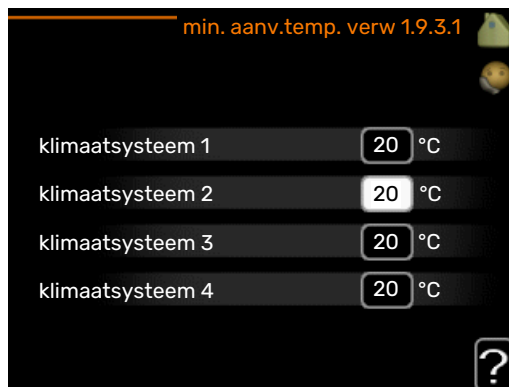 min. aanv.temp. verw 1.9.3.1
klimaatsysteem 1 20 °C
klimaatsysteem 2 20 °C
klimaatsysteem 3 20 °C
klimaatsysteem 4 20 °C
?